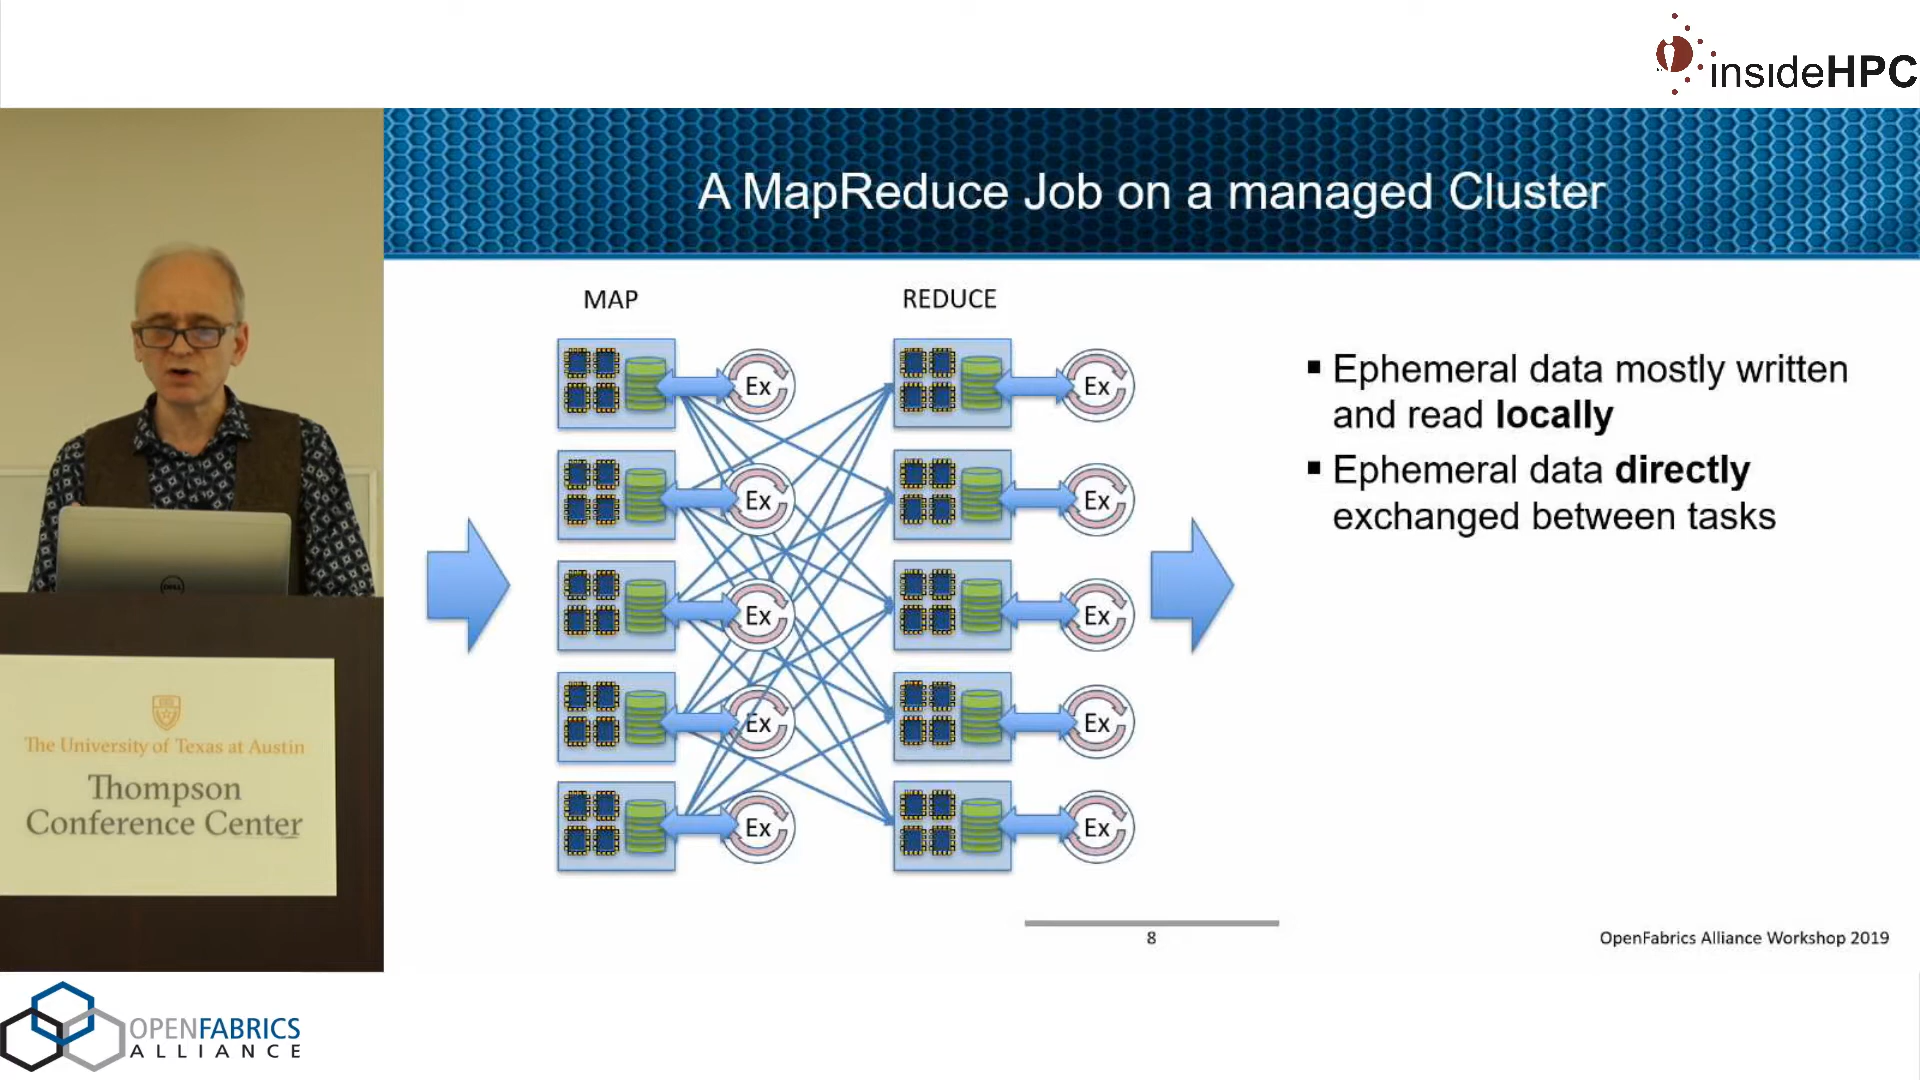 insideHPC
A MapReduce Job on a managed Cluster
MAP
REDUCE
Ex
Ex
Ex
Ex
Ex
Ex
Ex
Ex
Ex
Ex
▪ Ephemeral data mostly written
and read locally
▪ Ephemeral data directly
exchanged between tasks
8
OpenFabrics Alliance Workshop 2019
DELL
The University of Texas at Austin
Thompson
Conference Center
OPENFABRICS
ALLIANCE